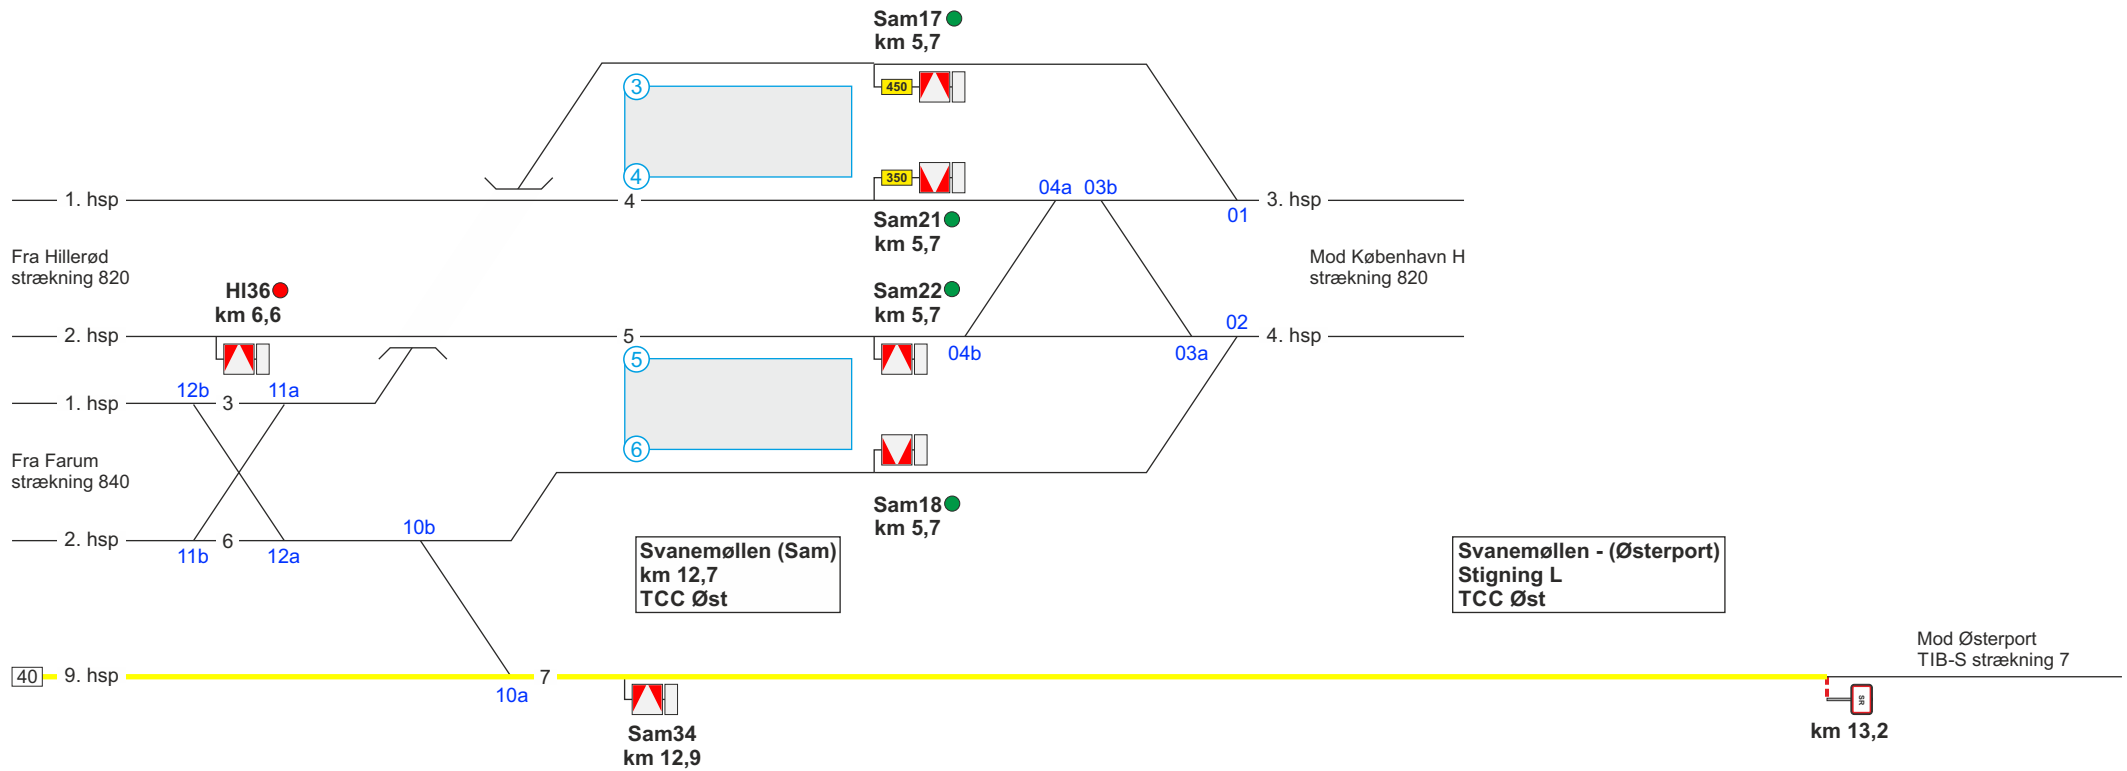 Sam17
km 5,7
450
3
4
350
04a 03b
1. hsp
4
3. hsp
01
Sam21
km 5,7
Fra Hillerød
strækning 820
Mod København H
strækning 820
HI36
km 6,6
Sam22
km 5,7
02
2. hsp
5
4. hsp
5
04b
03a
12b
11a
1. hsp
3
6
Fra Farum
strækning 840
Sam18
km 5,7
10b
2. hsp
6
11b
12a
Svanemøllen (Sam)
km 12,7
TCC Øst
Svanemøllen - (Østerport)
Stigning L
TCC Øst
Mod Østerport
TIB-S strækning 7
40
9. hsp
7
10a
SR
Sam34
km 12,9
km 13,2